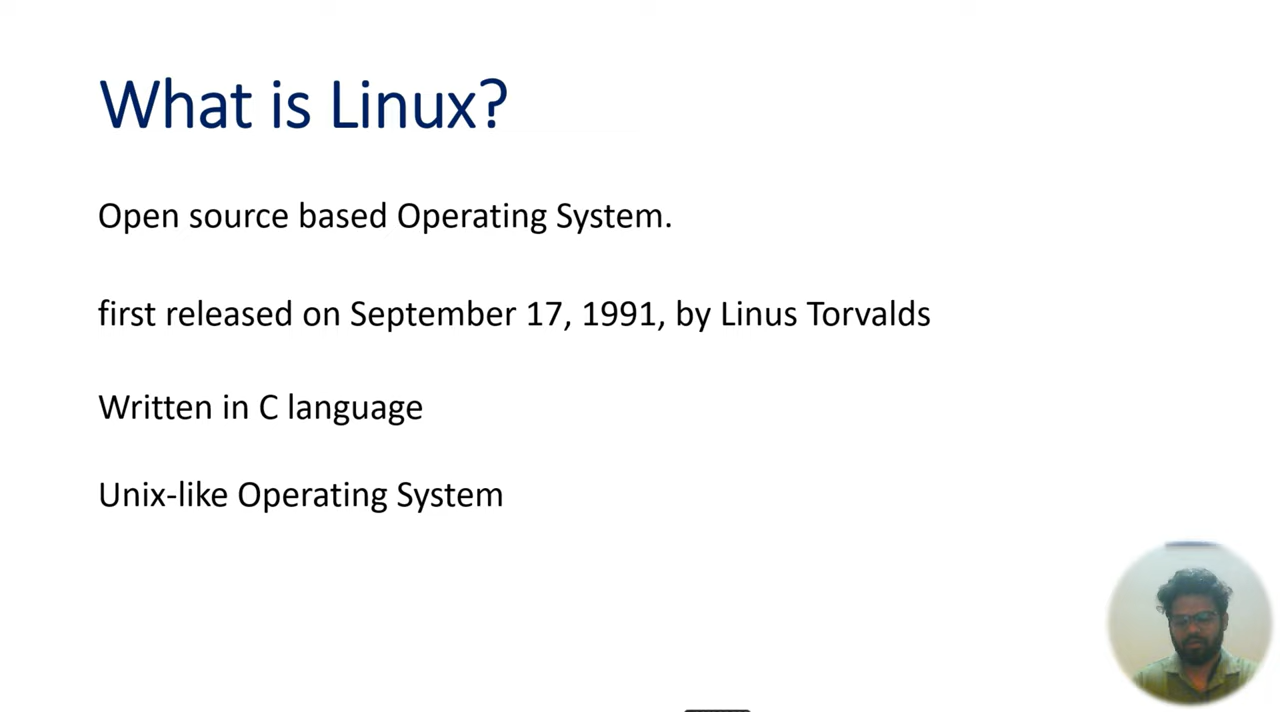 What is Linux?
Open source based Operating System.
first released on September 17, 1991, by Linus Torvalds
Written in C language
Unix-like Operating System